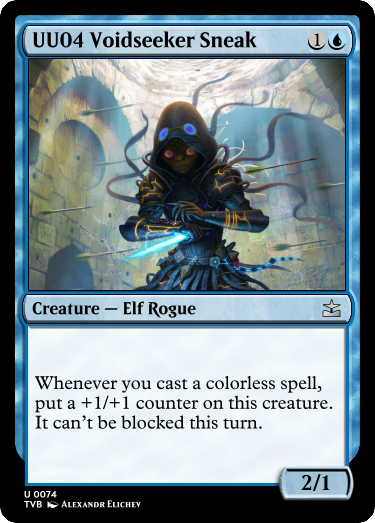 UU04 Voidseeker Sneak 1
Creature — Elf Rogue
Whenever you cast a colorless spell,
put a +1/+1 counter on this creature.
It can't be blocked this turn.
2/1
U 0074
TVB Alexandr Elichev